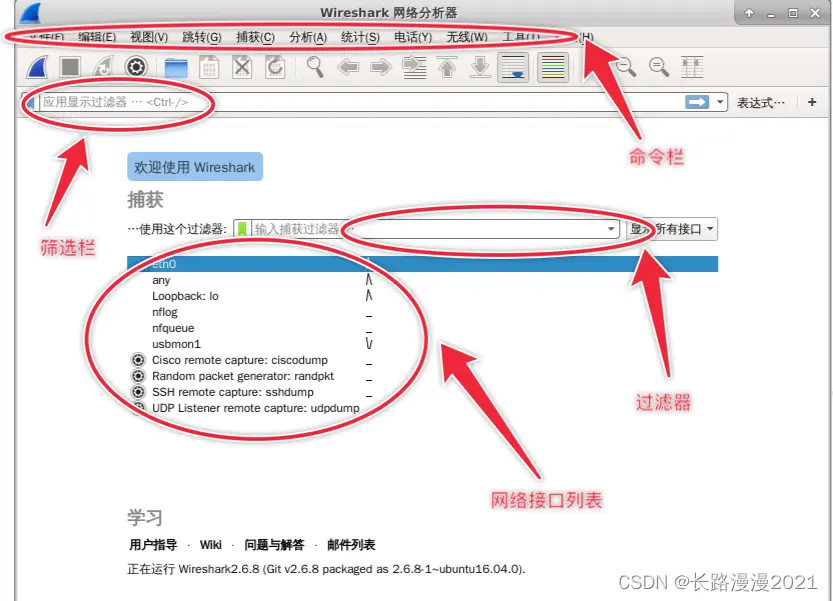 Wireshark 网络分析器
文件(F) 编辑(E) 视图(V) 跳转(G) 捕获(C) 分析(A) 统计(S) 电话(Y) 无线(W) 工具(T) (H)
应用显示过滤器 … <Ctrl-/>
表达式… +
命令栏
欢迎使用 Wireshark
筛选栏
捕获
…使用这个过滤器: 输入捕获过滤器 … 显示所有接口
eth0
any
Loopback: lo
nflog
nfqueue
usbmon1
Cisco remote capture: ciscodump
Random packet generator: randpkt
SSH remote capture: sshdump
UDP Listener remote capture: udpdump
过滤器
网络接口列表
学习
用户指导 · Wiki · 问题与解答 · 邮件列表
正在运行 Wireshark2.6.8 (Git v2.6.8 packaged as 2.6.8-1~ubuntu16.04.0).
CSDN @长路漫漫2021